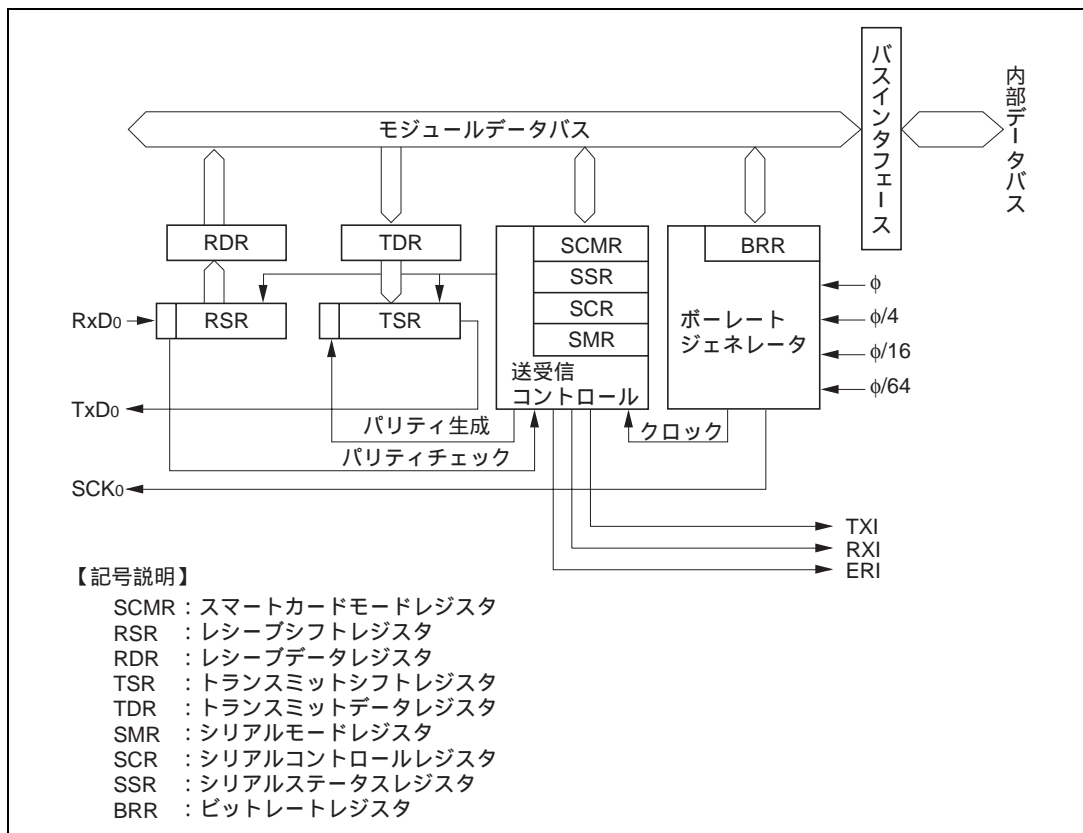 モジュールデータバス
バスインタフェース
内部データバス
RDR
TDR
SCMR
BRR
SSR
φ
RxD0
RSR
TSR
SCR
ボーレート
ジェネレータ
φ/4
SMR
φ/16
送受信
コントロール
φ/64
TxD0
パリティ生成
クロック
パリティチェック
SCK0
TXI
RXI
ERI
【記号説明】
SCMR : スマートカードモードレジスタ
RSR : レシーブシフトレジスタ
RDR : レシーブデータレジスタ
TSR : トランスミットシフトレジスタ
TDR : トランスミットデータレジスタ
SMR : シリアルモードレジスタ
SCR : シリアルコントロールレジスタ
SSR : シリアルステータスレジスタ
BRR : ビットレートレジスタ